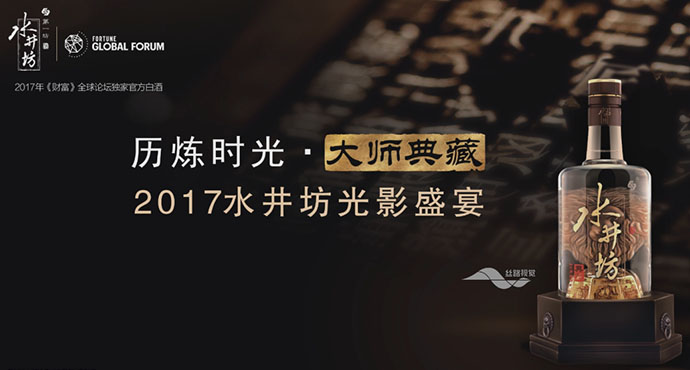 水井坊
第一坊
FORTUNE
GLOBAL FORUM
2017年《财富》全球论坛独家官方白酒
历炼时光·大师典藏
2017水井坊光影盛宴
丝路视觉
水井坊